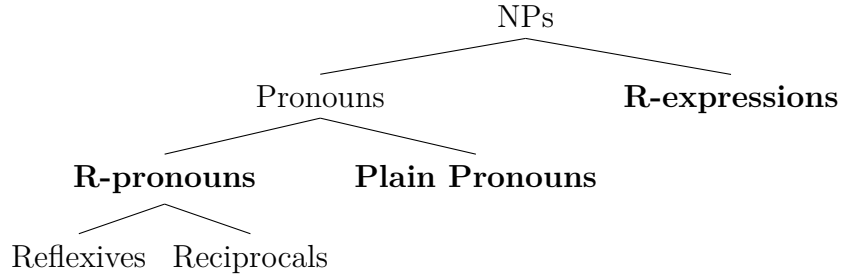 NPs
Pronouns R-expressions
R-pronouns Plain Pronouns
Reflexives Reciprocals